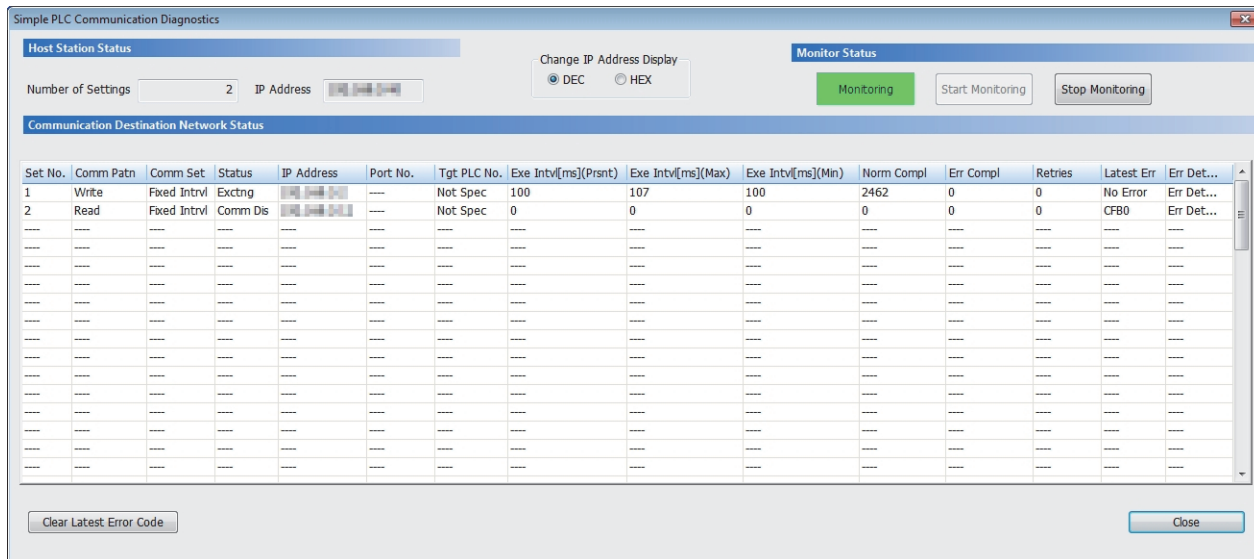 Simple PLC Communication Diagnostics
Host Station Status
Change IP Address Display
Monitor Status
Number of Settings 2 IP Address
DEC HEX
Monitoring Start Monitoring Stop Monitoring
Communication Destination Network Status
Set No. Comm Patn Comm Set Status IP Address Port No. Tgt PLC No. Exe Intvl[ms](Prsnt) Exe Intvl[ms](Max) Exe Intvl[ms](Min) Norm Compl Err Compl Retries Latest Err Err Det...
1 Write Fixed Intrvl Exctng ---- Not Spec 100 107 100 2462 0 0 No Error Err Det...
2 Read Fixed Intrvl Comm Dis ---- Not Spec 0 0 0 0 0 0 CFB0 Err Det...
---- ---- ---- ---- ---- ---- ---- ---- ---- ---- ---- ---- ---- ---- ----
---- ---- ---- ---- ---- ---- ---- ---- ---- ---- ---- ---- ---- ---- ----
---- ---- ---- ---- ---- ---- ---- ---- ---- ---- ---- ---- ---- ---- ----
---- ---- ---- ---- ---- ---- ---- ---- ---- ---- ---- ---- ---- ---- ----
---- ---- ---- ---- ---- ---- ---- ---- ---- ---- ---- ---- ---- ---- ----
---- ---- ---- ---- ---- ---- ---- ---- ---- ---- ---- ---- ---- ---- ----
---- ---- ---- ---- ---- ---- ---- ---- ---- ---- ---- ---- ---- ---- ----
---- ---- ---- ---- ---- ---- ---- ---- ---- ---- ---- ---- ---- ---- ----
---- ---- ---- ---- ---- ---- ---- ---- ---- ---- ---- ---- ---- ---- ----
---- ---- ---- ---- ---- ---- ---- ---- ---- ---- ---- ---- ---- ---- ----
---- ---- ---- ---- ---- ---- ---- ---- ---- ---- ---- ---- ---- ---- ----
---- ---- ---- ---- ---- ---- ---- ---- ---- ---- ---- ---- ---- ---- ----
---- ---- ---- ---- ---- ---- ---- ---- ---- ---- ---- ---- ---- ---- ----
---- ---- ---- ---- ---- ---- ---- ---- ---- ---- ---- ---- ---- ---- ----
Clear Latest Error Code Close